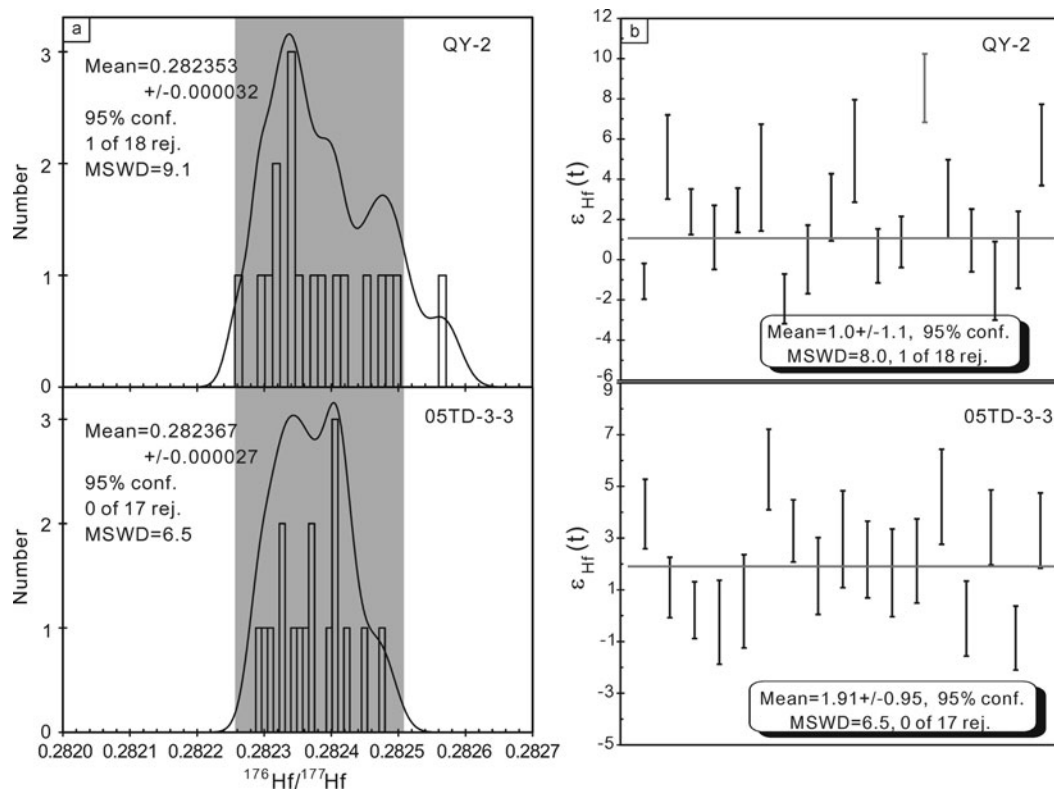 a
QY-2
Mean=0.282353
+/-0.000032
95% conf.
1 of 18 rej.
MSWD=9.1
Number
3
2
1
0
05TD-3-3
Mean=0.282367
+/-0.000027
95% conf.
0 of 17 rej.
MSWD=6.5
Number
3
2
1
0
0.2820 0.2821 0.2822 0.2823 0.2824 0.2825 0.2826 0.2827
176Hf/177Hf
b
QY-2
εHf(t)
12
10
8
6
4
2
0
-2
-4
-6
Mean=1.0+/-1.1, 95% conf.
MSWD=8.0, 1 of 18 rej.
05TD-3-3
εHf(t)
9
7
5
3
1
-1
-3
-5
Mean=1.91+/-0.95, 95% conf.
MSWD=6.5, 0 of 17 rej.